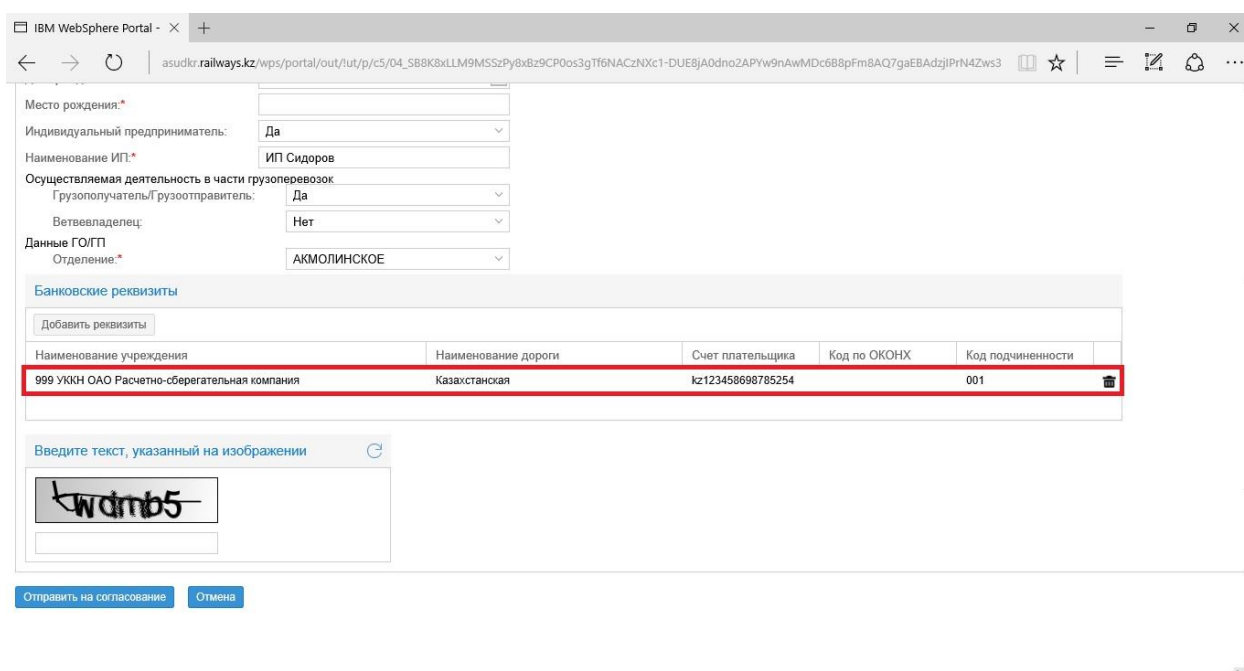 IBM WebSphere Portal -
asudkr.railways.kz/wps/portal/out/!ut/p/c5/04_SB8K8xLLM9MSSzPy8xBz9CP0os3gTf6NACzNXc1-DUE8jA0dno2APYw9nAwMDc6B8pFm8AQ7gaEBAdzjIPrN4Zws3
Место рождения:*
Индивидуальный предприниматель: Да
Наименование ИП:* ИП Сидоров
Осуществляемая деятельность в части грузоперевозок
Грузополучатель/Грузоотправитель: Да
Ветвевладелец: Нет
Данные ГО/ГП
Отделение:* АКМОЛИНСКОЕ
Банковские реквизиты
Добавить реквизиты
Наименование учреждения Наименование дороги Счет плательщика Код по ОКОНХ Код подчиненности
999 УККН ОАО Расчетно-сберегательная компания Казахстанская kz123458698785254 001
Введите текст, указанный на изображении
Отправить на согласование Отмена